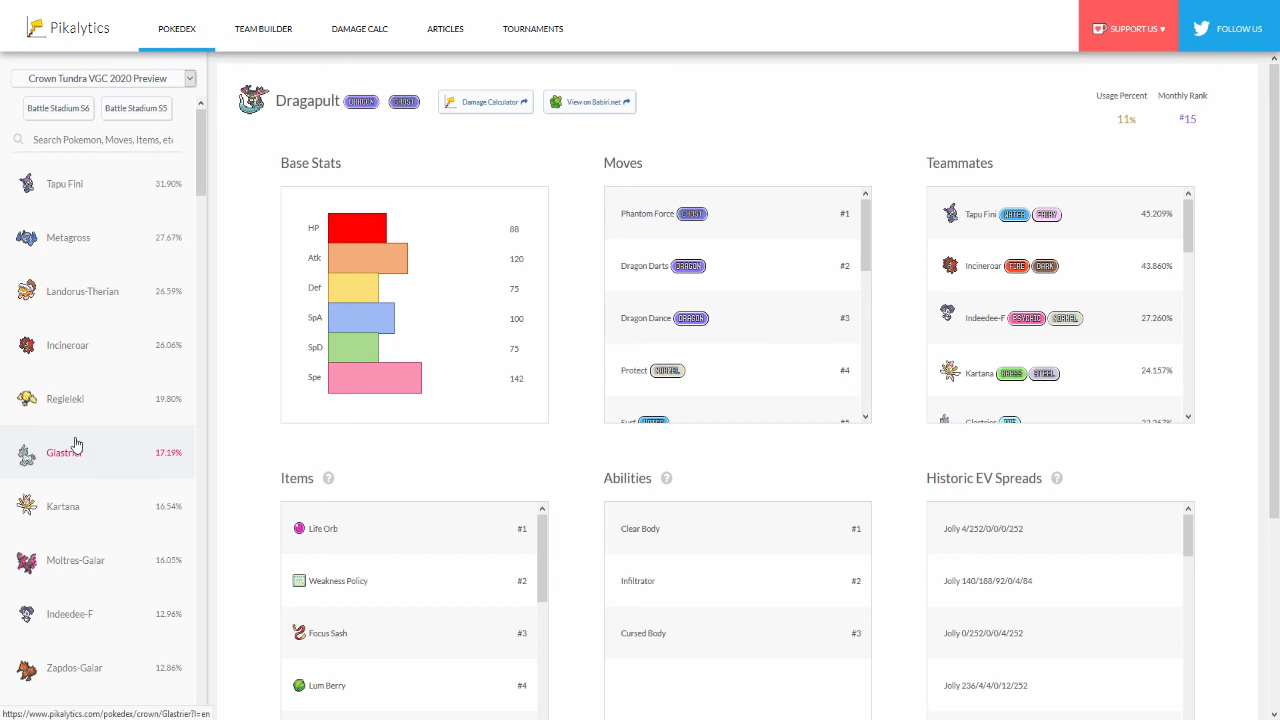 Pikalytics
POKEDEX
TEAM BUILDER
DAMAGE CALC
ARTICLES
TOURNAMENTS
SUPPORT US ▾
FOLLOW US
Crown Tundra VGC 2020 Preview
Battle Stadium S6
Battle Stadium S5
Search Pokemon, Moves, Items, etc
Tapu Fini 31.90%
Metagross 27.67%
Landorus-Therian 26.59%
Incineroar 26.06%
Regieleki 19.80%
Glastrier 17.19%
Kartana 16.54%
Moltres-Galar 16.05%
Indeedee-F 12.96%
Zapdos-Galar 12.86%
https://www.pikalytics.com/pokedex/crown/Glastrier?l=en
Dragapult DRAGON GHOST
Damage Calculator
View on Babiri.net
Usage Percent
11%
Monthly Rank
#15
Base Stats
HP 88
Atk 120
Def 75
SpA 100
SpD 75
Spe 142
Moves
Phantom Force GHOST #1
Dragon Darts DRAGON #2
Dragon Dance DRAGON #3
Protect NORMAL #4
Surf WATER #5
Teammates
Tapu Fini WATER FAIRY 45.209%
Incineroar FIRE DARK 43.860%
Indeedee-F PSYCHIC NORMAL 27.260%
Kartana GRASS STEEL 24.157%
Glastrier ICE
Items ?
Life Orb #1
Weakness Policy #2
Focus Sash #3
Lum Berry #4
Abilities ?
Clear Body #1
Infiltrator #2
Cursed Body #3
Historic EV Spreads ?
Jolly 4/252/0/0/0/252
Jolly 140/188/92/0/4/84
Jolly 0/252/0/0/4/252
Jolly 236/4/4/0/12/252